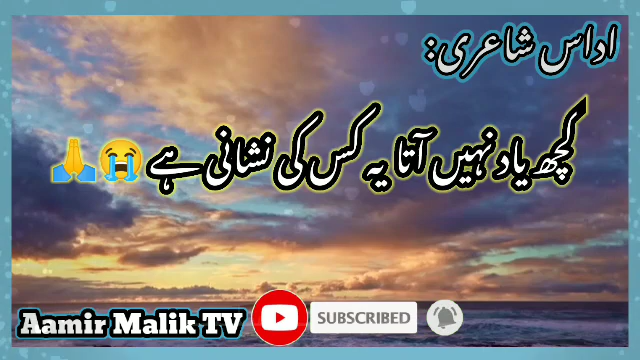 اداس شاعری:
کچھ یاد نہیں آتا یہ کس کی نشانی ہے 😭🙏
Aamir Malik TV
SUBSCRIBED